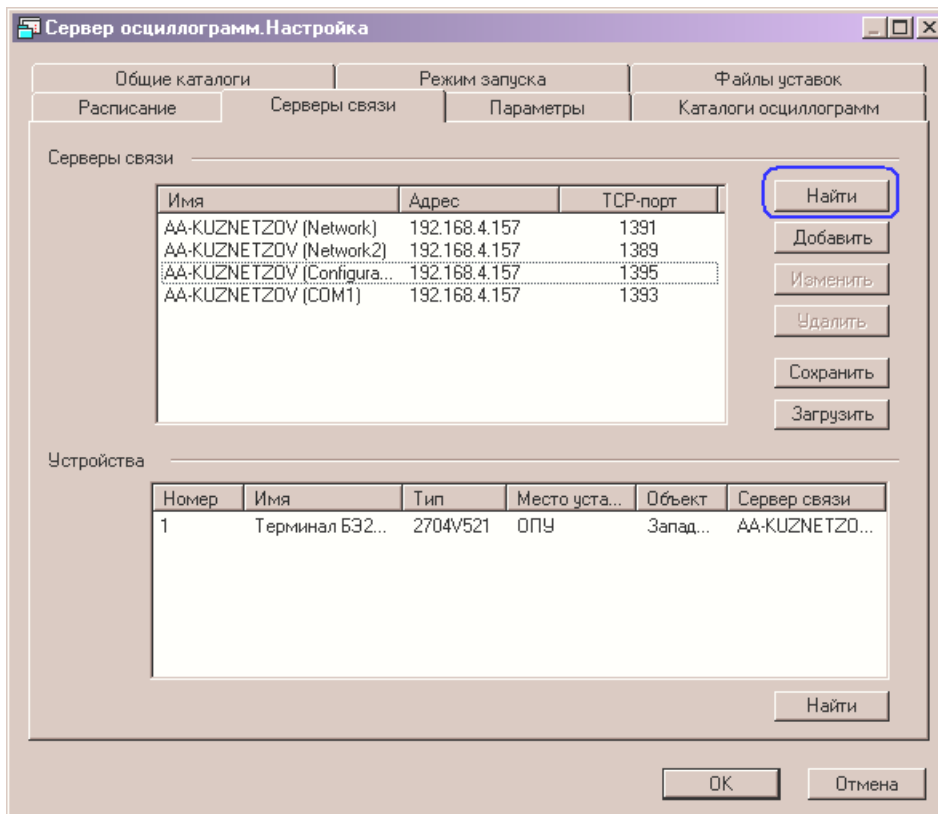 Сервер осциллограмм.Настройка
Общие каталоги Режим запуска Файлы уставок
Расписание Серверы связи Параметры Каталоги осциллограмм
Серверы связи
Имя Адрес TCP-порт
AA-KUZNETZOV (Network) 192.168.4.157 1391
AA-KUZNETZOV (Network2) 192.168.4.157 1389
AA-KUZNETZOV (Configura... 192.168.4.157 1395
AA-KUZNETZOV (COM1) 192.168.4.157 1393
Найти
Добавить
Изменить
Удалить
Сохранить
Загрузить
Устройства
Номер Имя Тип Место уста... Объект Сервер связи
1 Терминал БЭ2... 2704V521 ОПУ Запад... AA-KUZNETZO...
Найти
OK Отмена